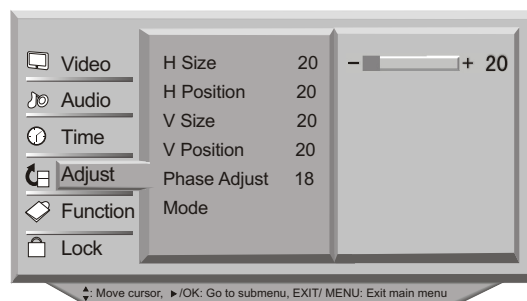 Video
Audio
Time
Adjust
Function
Lock
H Size 20
H Position 20
V Size 20
V Position 20
Phase Adjust 18
Mode
− + 20
: Move cursor, ▶/OK: Go to submenu, EXIT/ MENU: Exit main menu